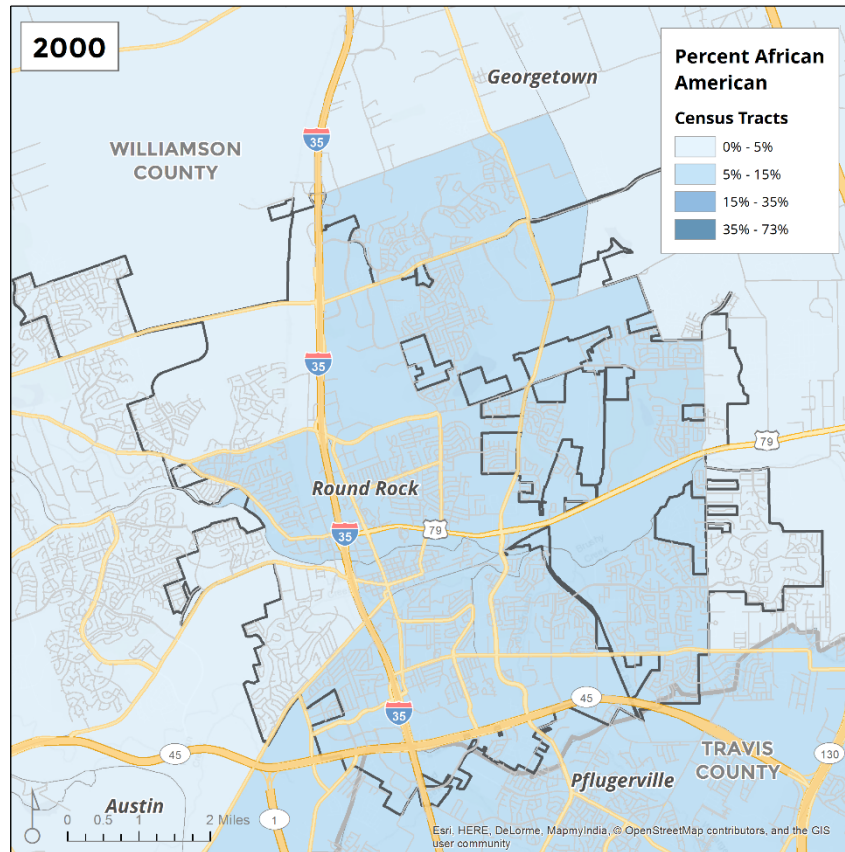 2000
Percent African
American
Census Tracts
0% - 5%
5% - 15%
15% - 35%
35% - 73%
Georgetown
WILLIAMSON
COUNTY
35
35
79
Round Rock
79
35
45
35
45
TRAVIS
COUNTY
130
Pflugerville
Austin
1
0 0.5 1 2 Miles
Esri, HERE, DeLorme, MapmyIndia, © OpenStreetMap contributors, and the GIS
user community